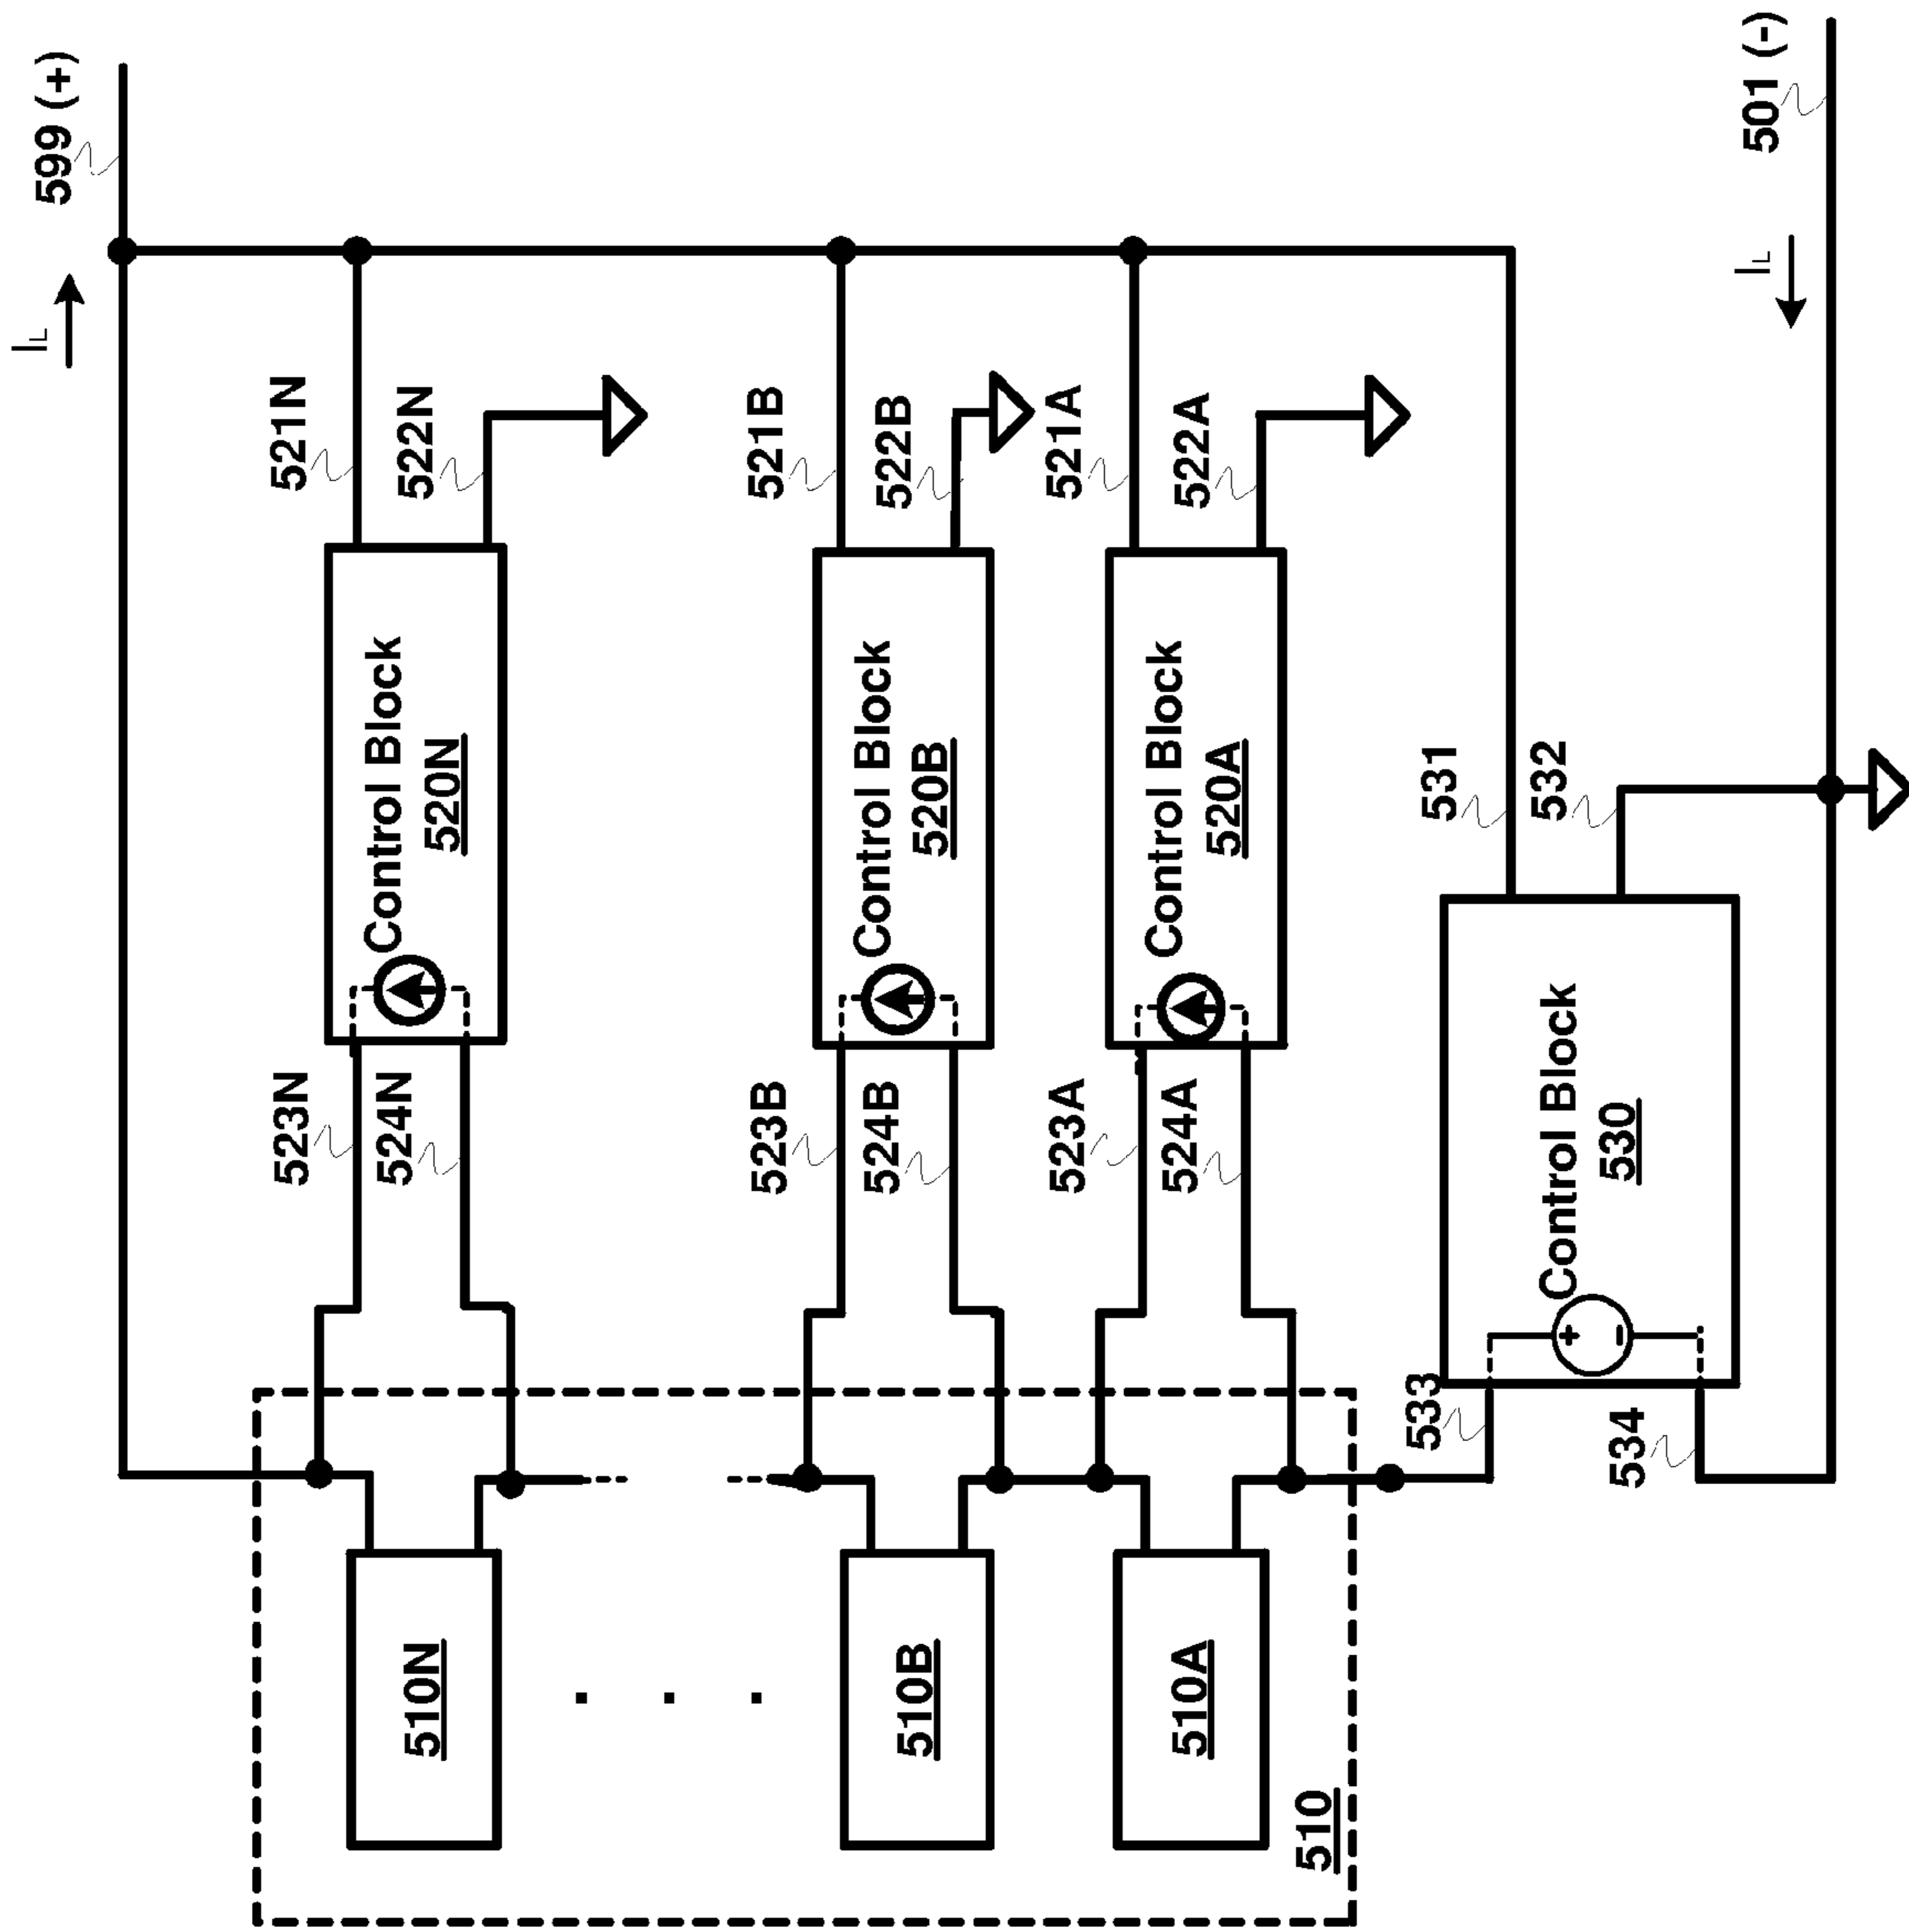 599 (+)
I_L
521N
522N
Control Block
520N
523N
524N
510N
. . .
521B
522B
Control Block
520B
523B
524B
510B
521A
522A
Control Block
520A
523A
524A
510A
510
531
532
Control Block
530
+
−
533
534
501 (-)
I_L